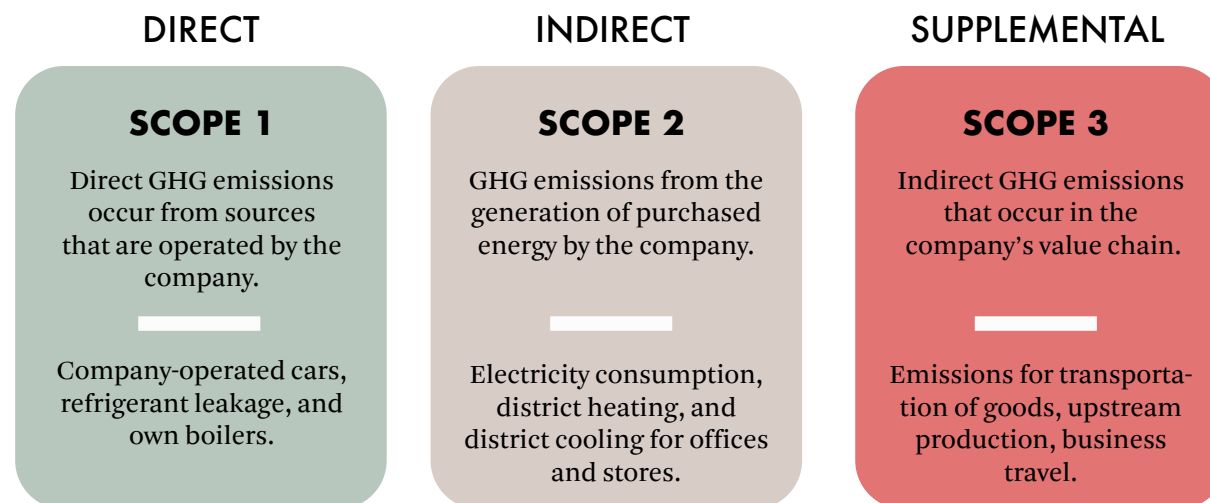 DIRECT
SCOPE 1
Direct GHG emissions
occur from sources
that are operated by the
company.
Company-operated cars,
refrigerant leakage, and
own boilers.
INDIRECT
SCOPE 2
GHG emissions from the
generation of purchased
energy by the company.
Electricity consumption,
district heating, and
district cooling for offices
and stores.
SUPPLEMENTAL
SCOPE 3
Indirect GHG emissions
that occur in the
company’s value chain.
Emissions for transporta-
tion of goods, upstream
production, business
travel.